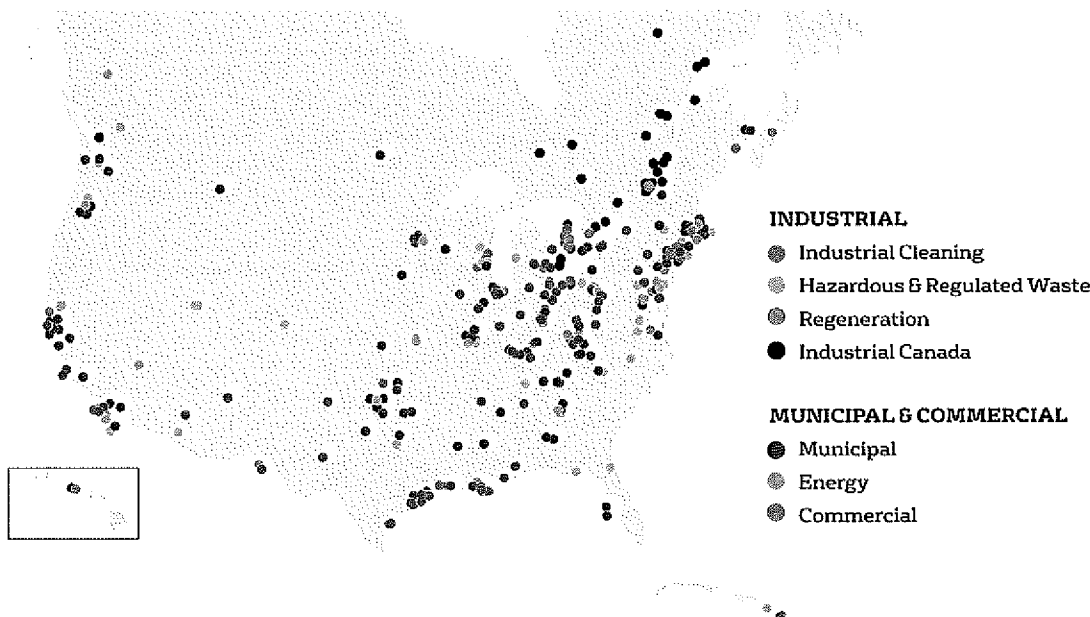 INDUSTRIAL
Industrial Cleaning
Hazardous & Regulated Waste
Regeneration
Industrial Canada
MUNICIPAL & COMMERCIAL
Municipal
Energy
Commercial